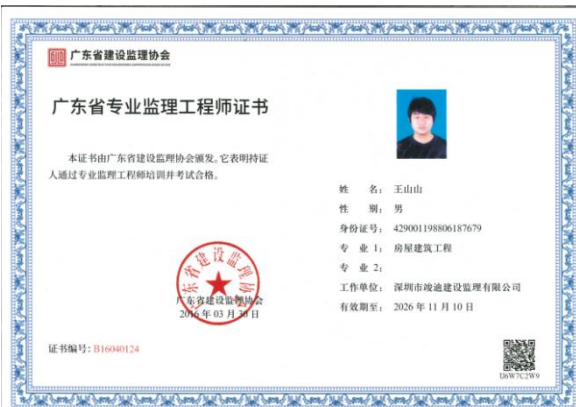 广东省建设监理协会
广东省专业监理工程师证书
本证书由广东省建设监理协会颁发。它表明持证
人通过专业监理工程师培训并考试合格。
广东省建设监理协会
广东省建设监理协会
2016 年 03 月 30 日
证书编号：B16040124
姓 名：王山山
性 别：男
身份证号：429001198806187679
专 业 1：房屋建筑工程
专 业 2：
工作单位：深圳市竣迪建设监理有限公司
有效期至：2026 年 11 月 10 日
U6W7C2W9